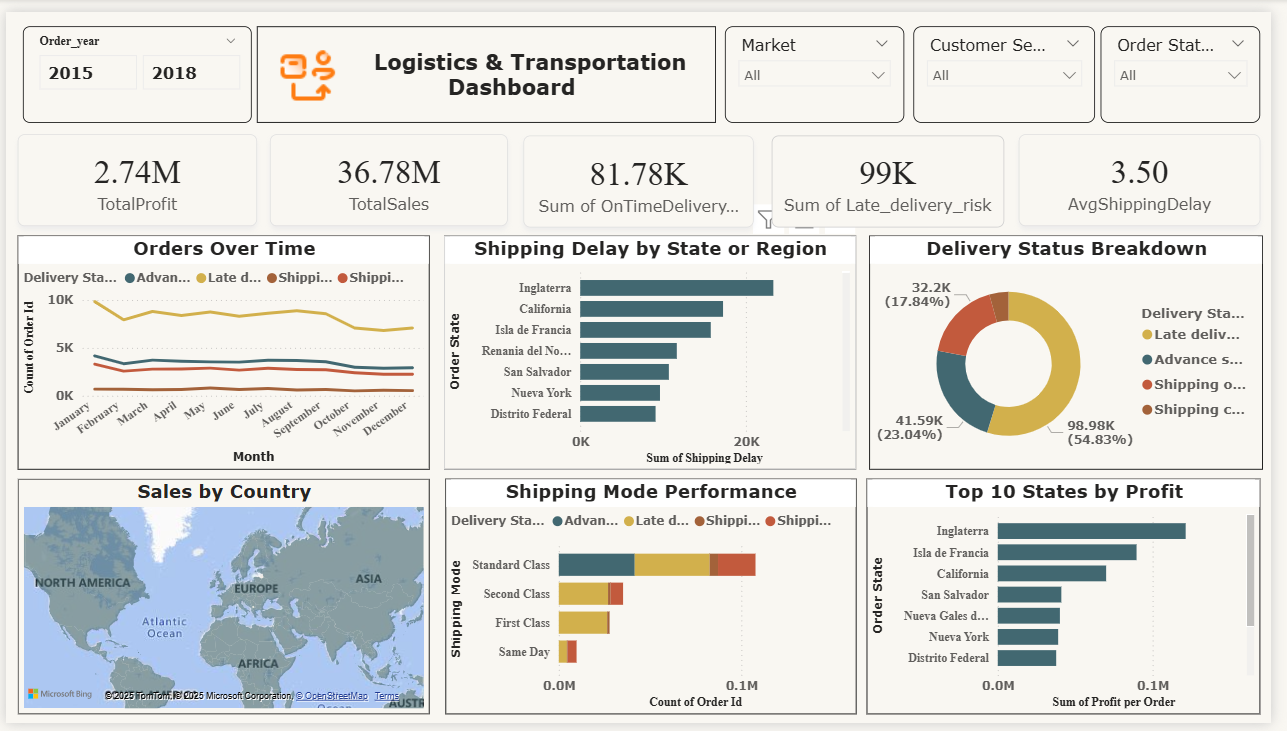 Order_year
2015
2018
Logistics & Transportation
Dashboard
Market
All
Customer Se...
All
Order Stat...
All
2.74M
TotalProfit
36.78M
TotalSales
81.78K
Sum of OnTimeDelivery...
99K
Sum of Late_delivery_risk
3.50
AvgShippingDelay
Orders Over Time
Delivery Sta...
Advan...
Late d...
Shippi...
Shippi...
Count of Order Id
10K
5K
0K
January
February
March
April
May
June
July
August
September
October
November
December
Month
Shipping Delay by State or Region
Order State
Inglaterra
California
Isla de Francia
Renania del No...
San Salvador
Nueva York
Distrito Federal
0K
20K
Sum of Shipping Delay
Delivery Status Breakdown
32.2K
(17.84%)
41.59K
(23.04%)
98.98K
(54.83%)
Delivery Sta...
Late deliv...
Advance s...
Shipping o...
Shipping c...
Sales by Country
NORTH AMERICA
EUROPE
ASIA
Atlantic
Ocean
AFRICA
Microsoft Bing
© 2025 TomTom, © 2025 Microsoft Corporation, © OpenStreetMap Terms
Shipping Mode Performance
Delivery Sta...
Advan...
Late d...
Shippi...
Shippi...
Shipping Mode
Standard Class
Second Class
First Class
Same Day
0.0M
0.1M
Count of Order Id
Top 10 States by Profit
Order State
Inglaterra
Isla de Francia
California
San Salvador
Nueva Gales d...
Nueva York
Distrito Federal
0.0M
0.1M
Sum of Profit per Order